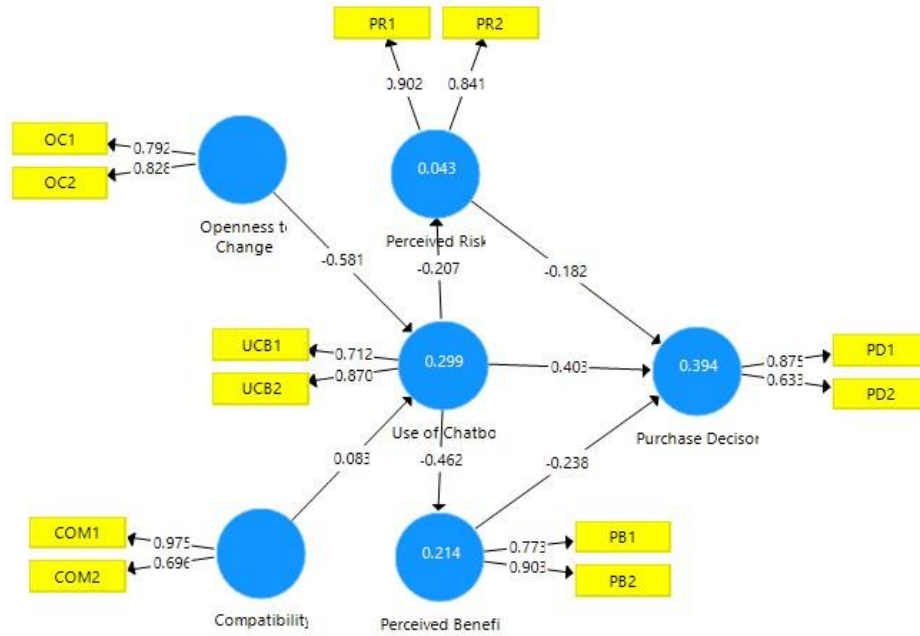 PR1
PR2
0.902
0.841
OC1
0.792
OC2
0.828
0.043
Openness to
Change
Perceived Risk
-0.581
-0.207
-0.182
UCB1
0.712
UCB2
0.870
0.299
0.403
0.394
0.875
PD1
0.633
PD2
Use of Chatbo
Purchase Decisor
0.083
-0.462
-0.238
COM1
0.975
COM2
0.696
0.214
0.773
PB1
0.903
PB2
Compatibility
Perceived Benefi